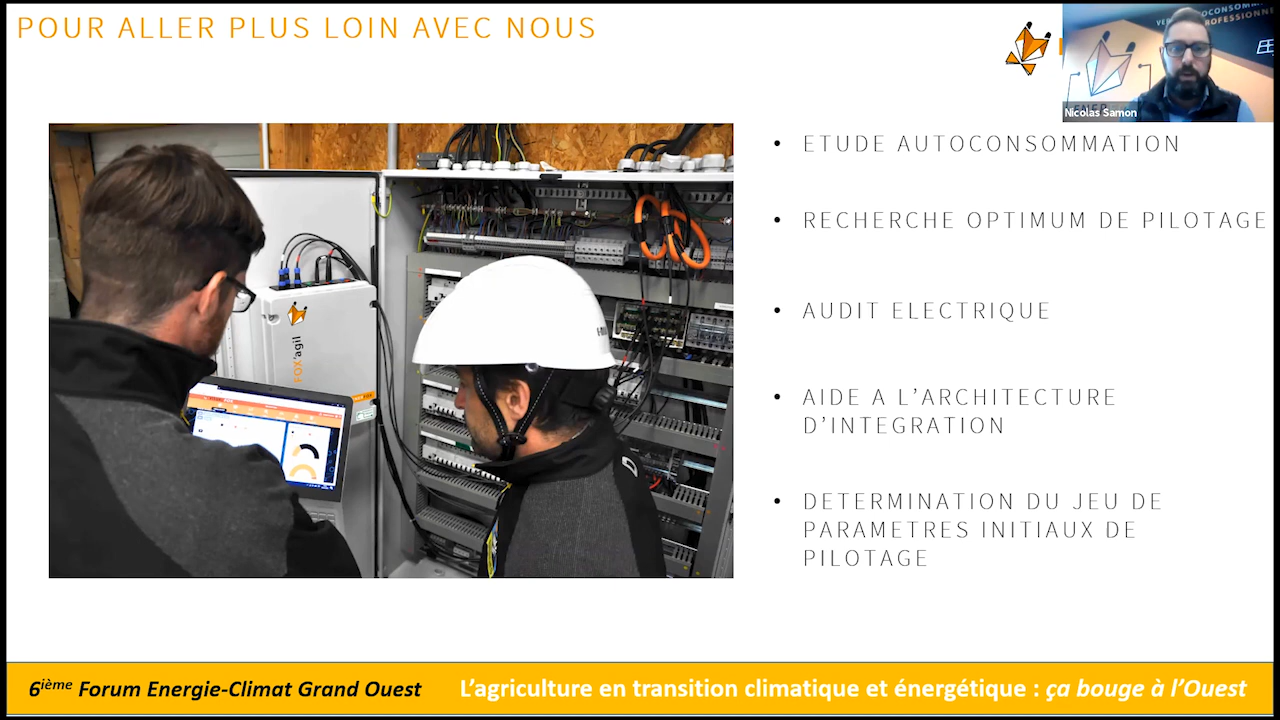 POUR ALLER PLUS LOIN AVEC NOUS
Nicolas Samon
FOX'agil
• ETUDE AUTOCONSOMMATION
• RECHERCHE OPTIMUM DE PILOTAGE
• AUDIT ELECTRIQUE
• AIDE A L’ARCHITECTURE
D’INTEGRATION
• DETERMINATION DU JEU DE
PARAMETRES INITIAUX DE
PILOTAGE
6ième Forum Energie-Climat Grand Ouest
L’agriculture en transition climatique et énergétique : ça bouge à l’Ouest